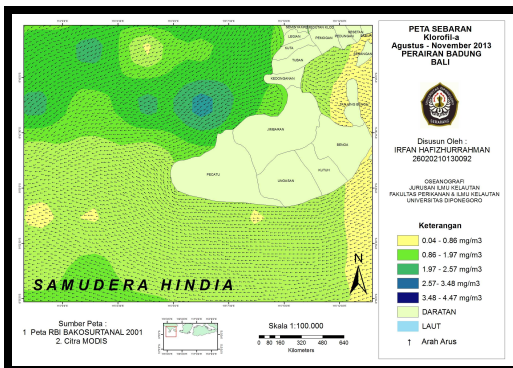 PETA SEBARAN
Klorofil-a
Agustus - November 2013
PERAIRAN BADUNG
BALI
Disusun Oleh :
IRFAN HAFIZHURRAHMAN
26020210130092
OSEANOGRAFI
JURUSAN ILMU KELAUTAN
FAKULTAS PERIKANAN & ILMU KELAUTAN
UNIVERSITAS DIPONEGORO
Keterangan
0.04 - 0.86 mg/m3
0.86 - 1.97 mg/m3
1.97 - 2.57 mg/m3
2.57- 3.48 mg/m3
3.48 - 4.47 mg/m3
DARATAN
LAUT
Arah Arus
LEGIAN
KUTA
TUBAN
KEDONGANAN
JIMBARAN
BENOA
PECATU
UNGASAN
KUTUH
N
SAMUDERA HINDIA
Sumber Peta :
1 Peta RBI BAKOSURTANAL 2001
2. Citra MODIS
Skala 1:100.000
0 80 160 320 480 640
Kilometers